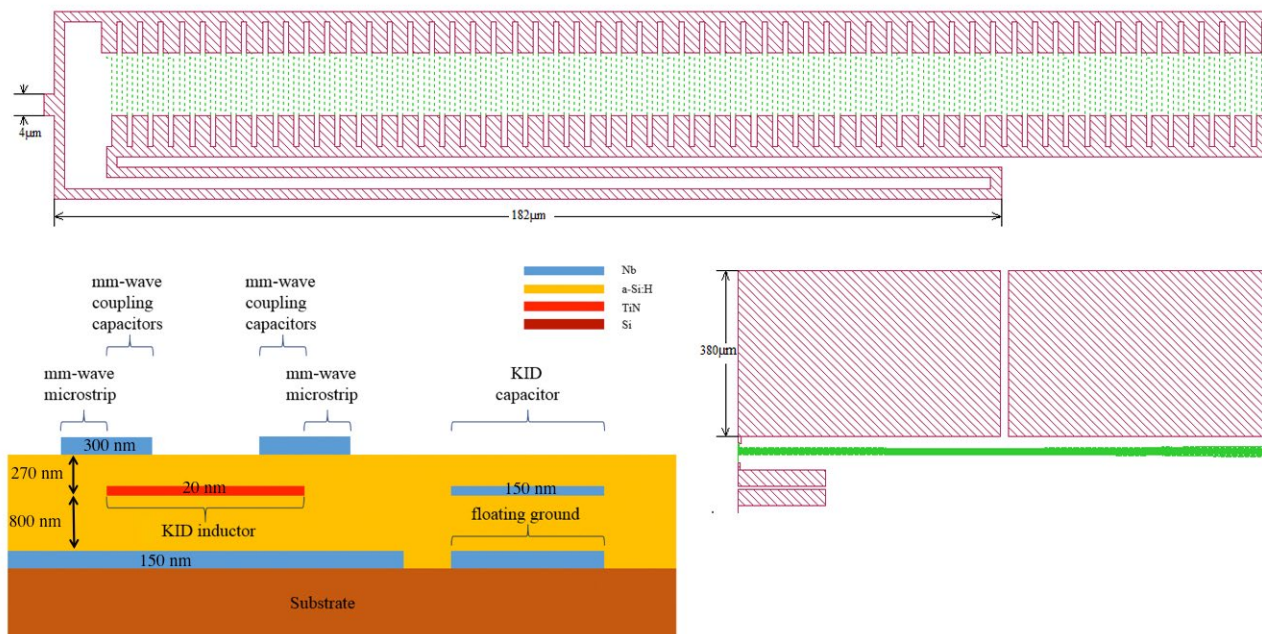 4μm
182μm
mm-wave
coupling
capacitors
mm-wave
coupling
capacitors
Nb
a-Si:H
TiN
Si
mm-wave
microstrip
mm-wave
microstrip
KID
capacitor
300 nm
270 nm
20 nm
150 nm
800 nm
KID inductor
floating ground
150 nm
Substrate
380μm